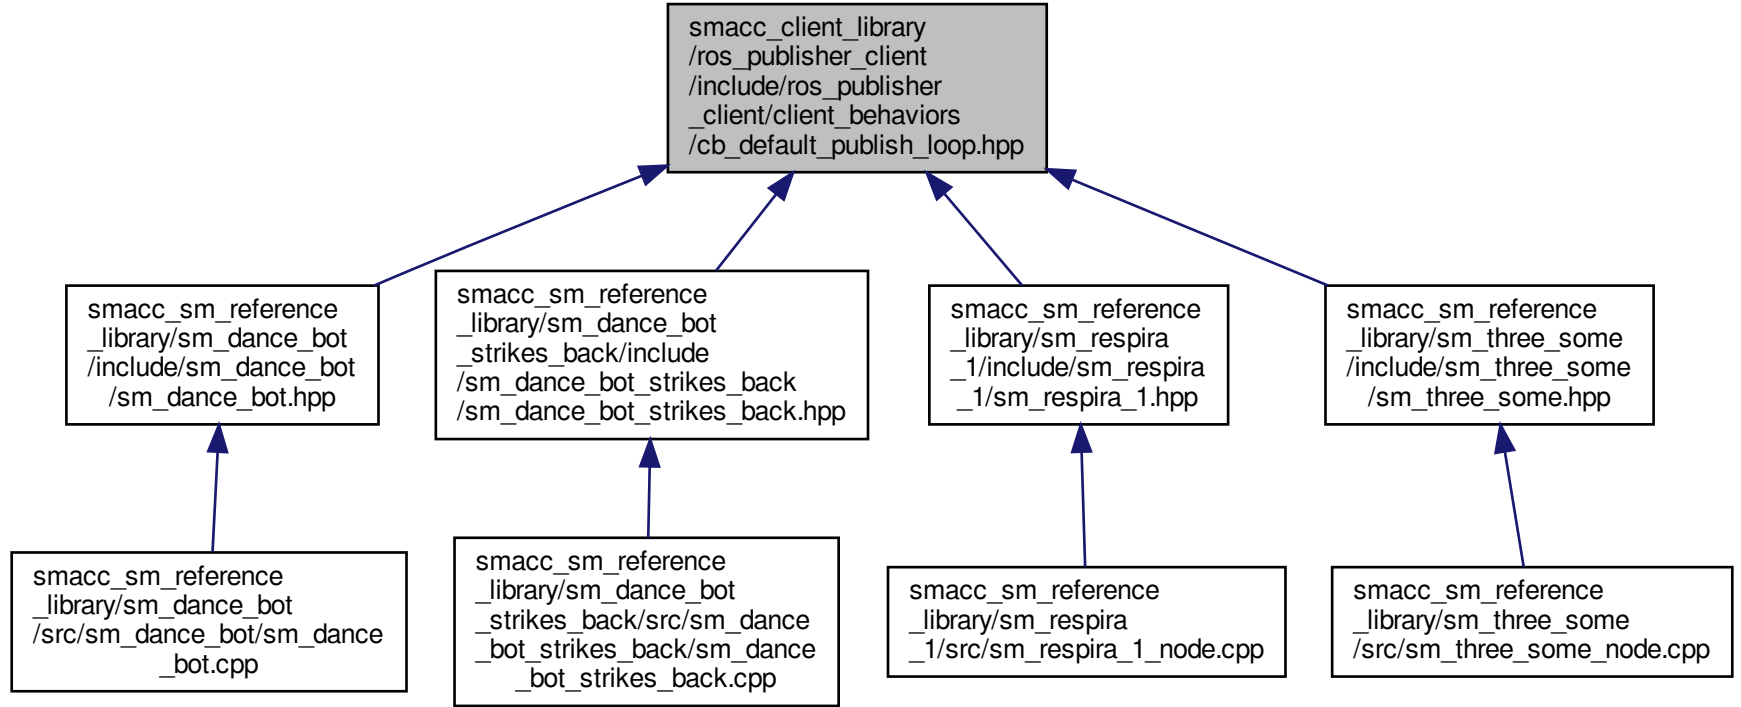 smacc_client_library
/ros_publisher_client
/include/ros_publisher
_client/client_behaviors
/cb_default_publish_loop.hpp
smacc_sm_reference
_library/sm_dance_bot
/include/sm_dance_bot
/sm_dance_bot.hpp
smacc_sm_reference
_library/sm_dance_bot
_strikes_back/include
/sm_dance_bot_strikes_back
/sm_dance_bot_strikes_back.hpp
smacc_sm_reference
_library/sm_respira
_1/include/sm_respira
_1/sm_respira_1.hpp
smacc_sm_reference
_library/sm_three_some
/include/sm_three_some
/sm_three_some.hpp
smacc_sm_reference
_library/sm_dance_bot
/src/sm_dance_bot/sm_dance
_bot.cpp
smacc_sm_reference
_library/sm_dance_bot
_strikes_back/src/sm_dance
_bot_strikes_back/sm_dance
_bot_strikes_back.cpp
smacc_sm_reference
_library/sm_respira
_1/src/sm_respira_1_node.cpp
smacc_sm_reference
_library/sm_three_some
/src/sm_three_some_node.cpp